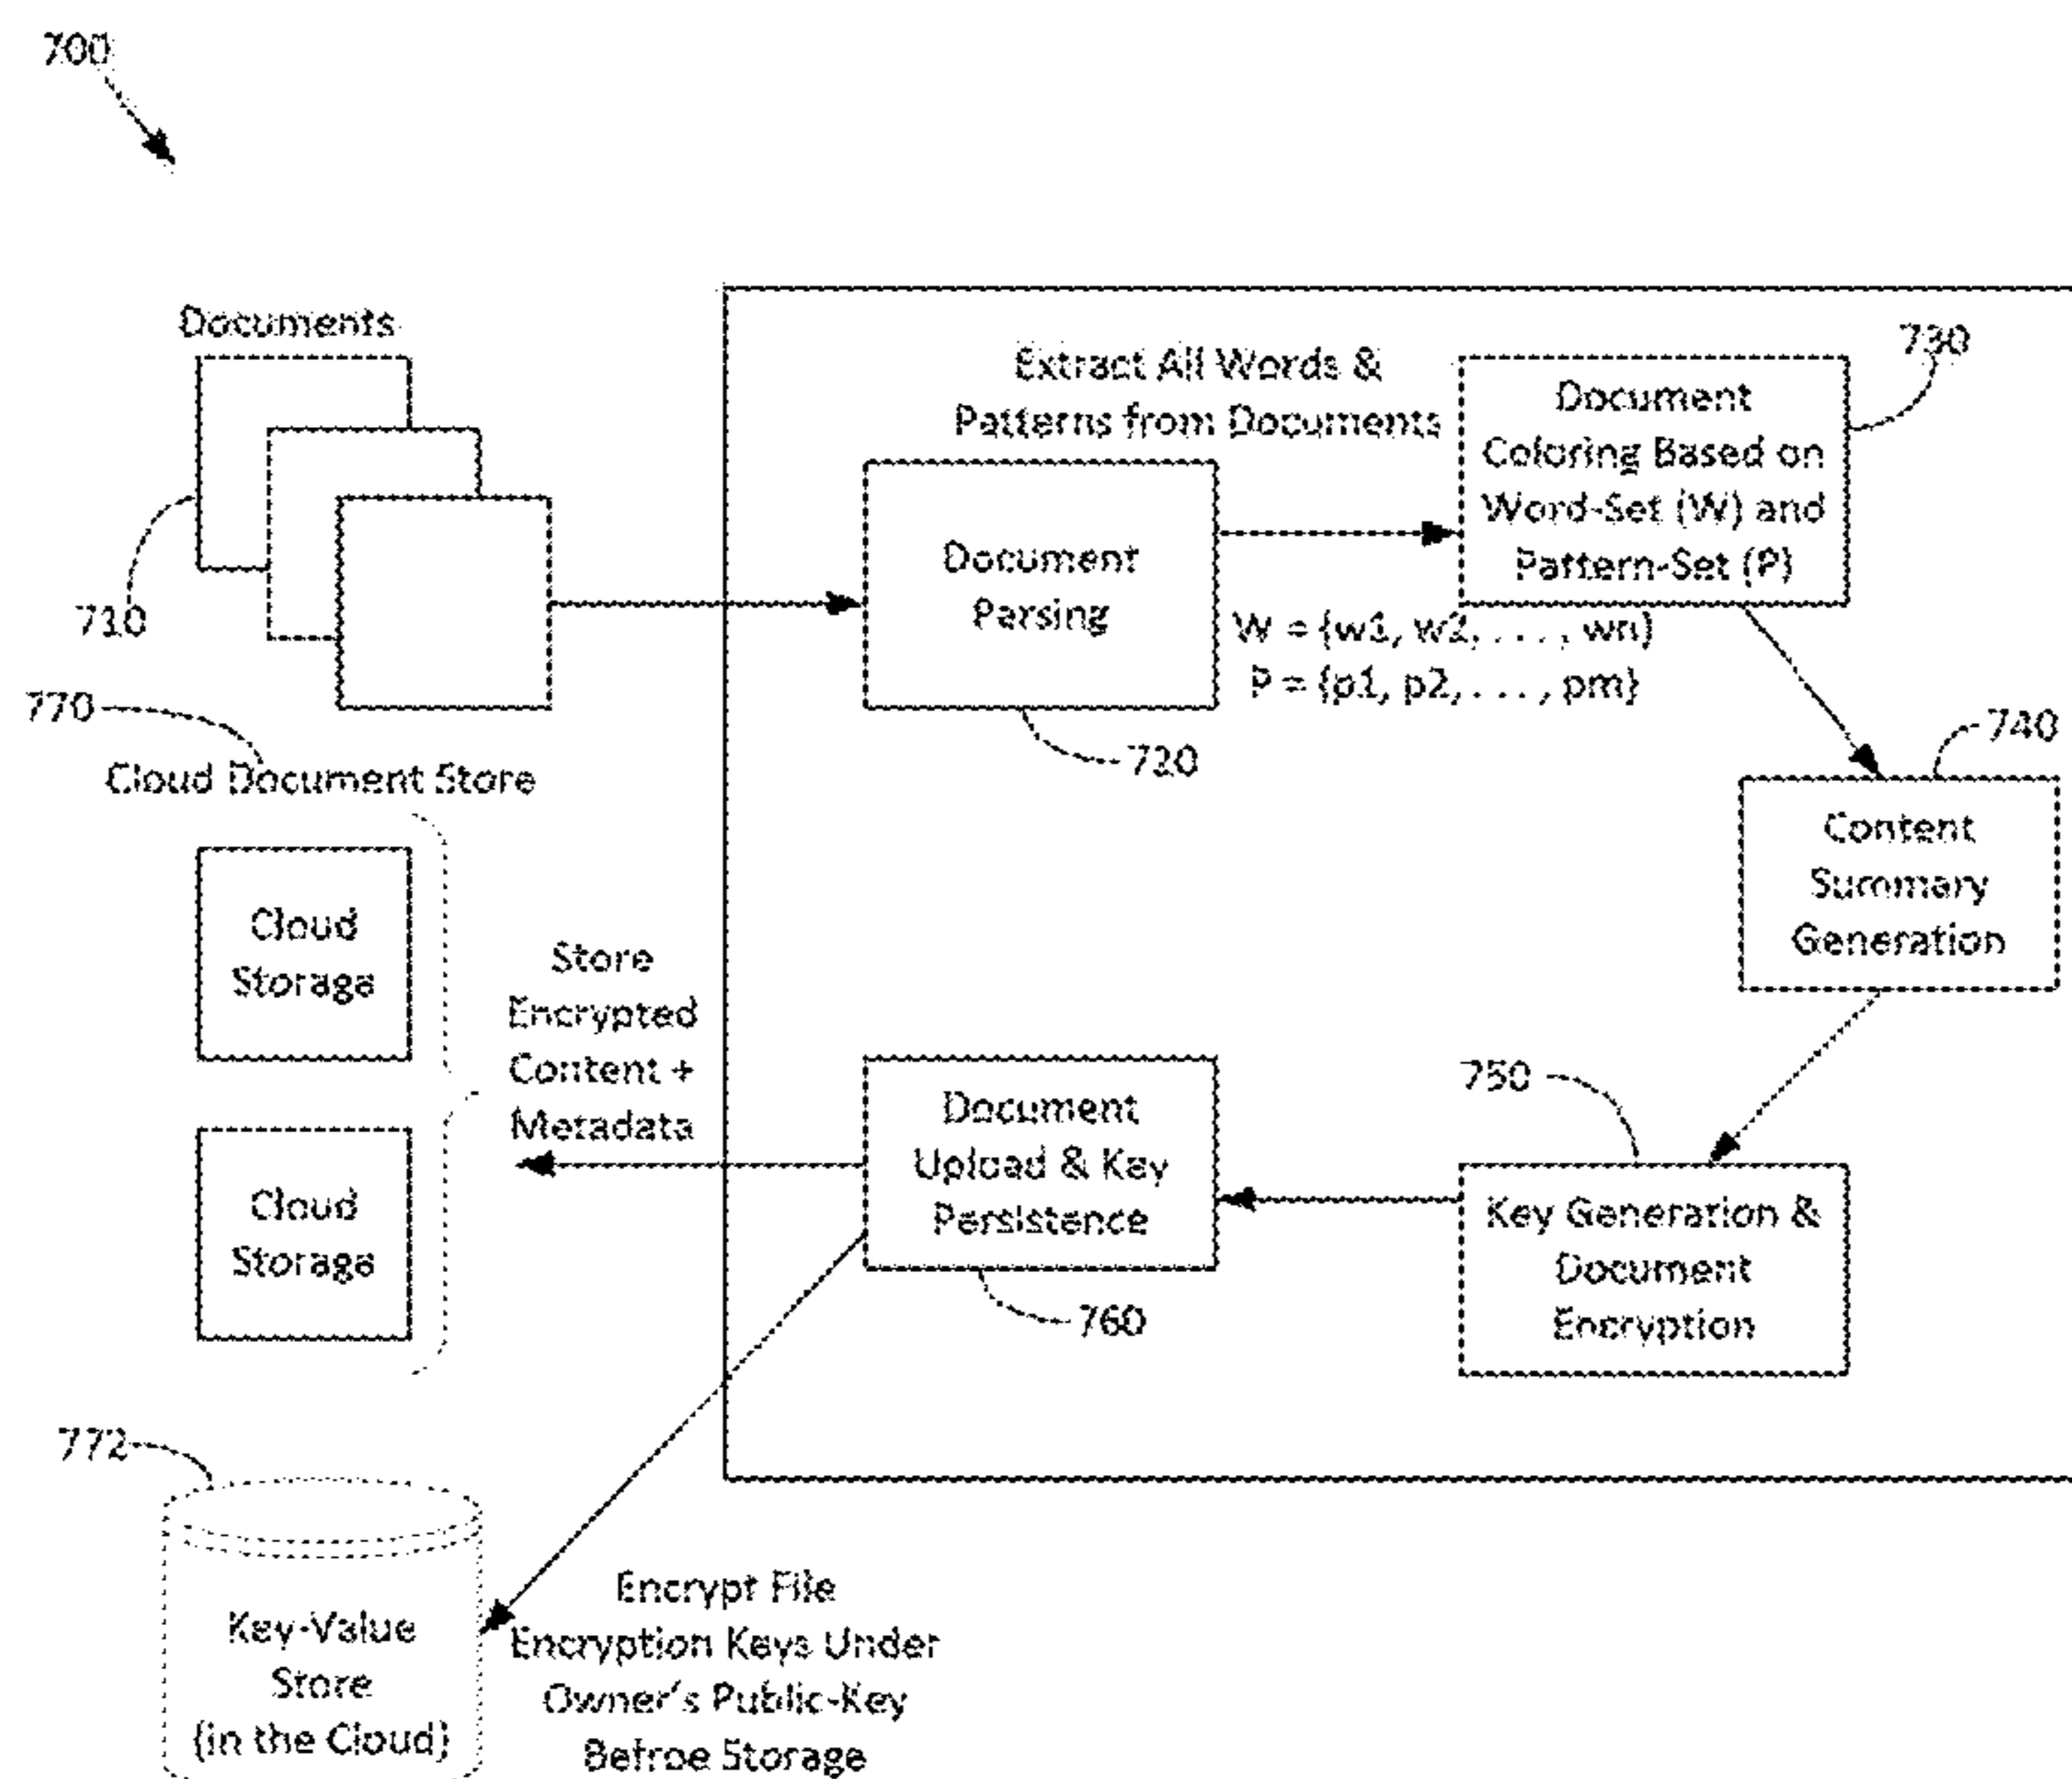 700
Documents
710
Extract All Words &
Patterns from Documents
730
Document
Coloring Based on
Word-Set (W) and
Pattern-Set (P)
Document
Parsing
720
W = {w1, w2, . . . , wn}
P = {p1, p2, . . . , pm}
740
Content
Summary
Generation
770
Cloud Document Store
Cloud
Storage
Cloud
Storage
Store
Encrypted
Content +
Metadata
Document
Upload & Key
Persistence
760
750
Key Generation &
Document
Encryption
772
Key-Value
Store
(in the Cloud)
Encrypt File
Encryption Keys Under
Owner's Public-Key
Befroe Storage